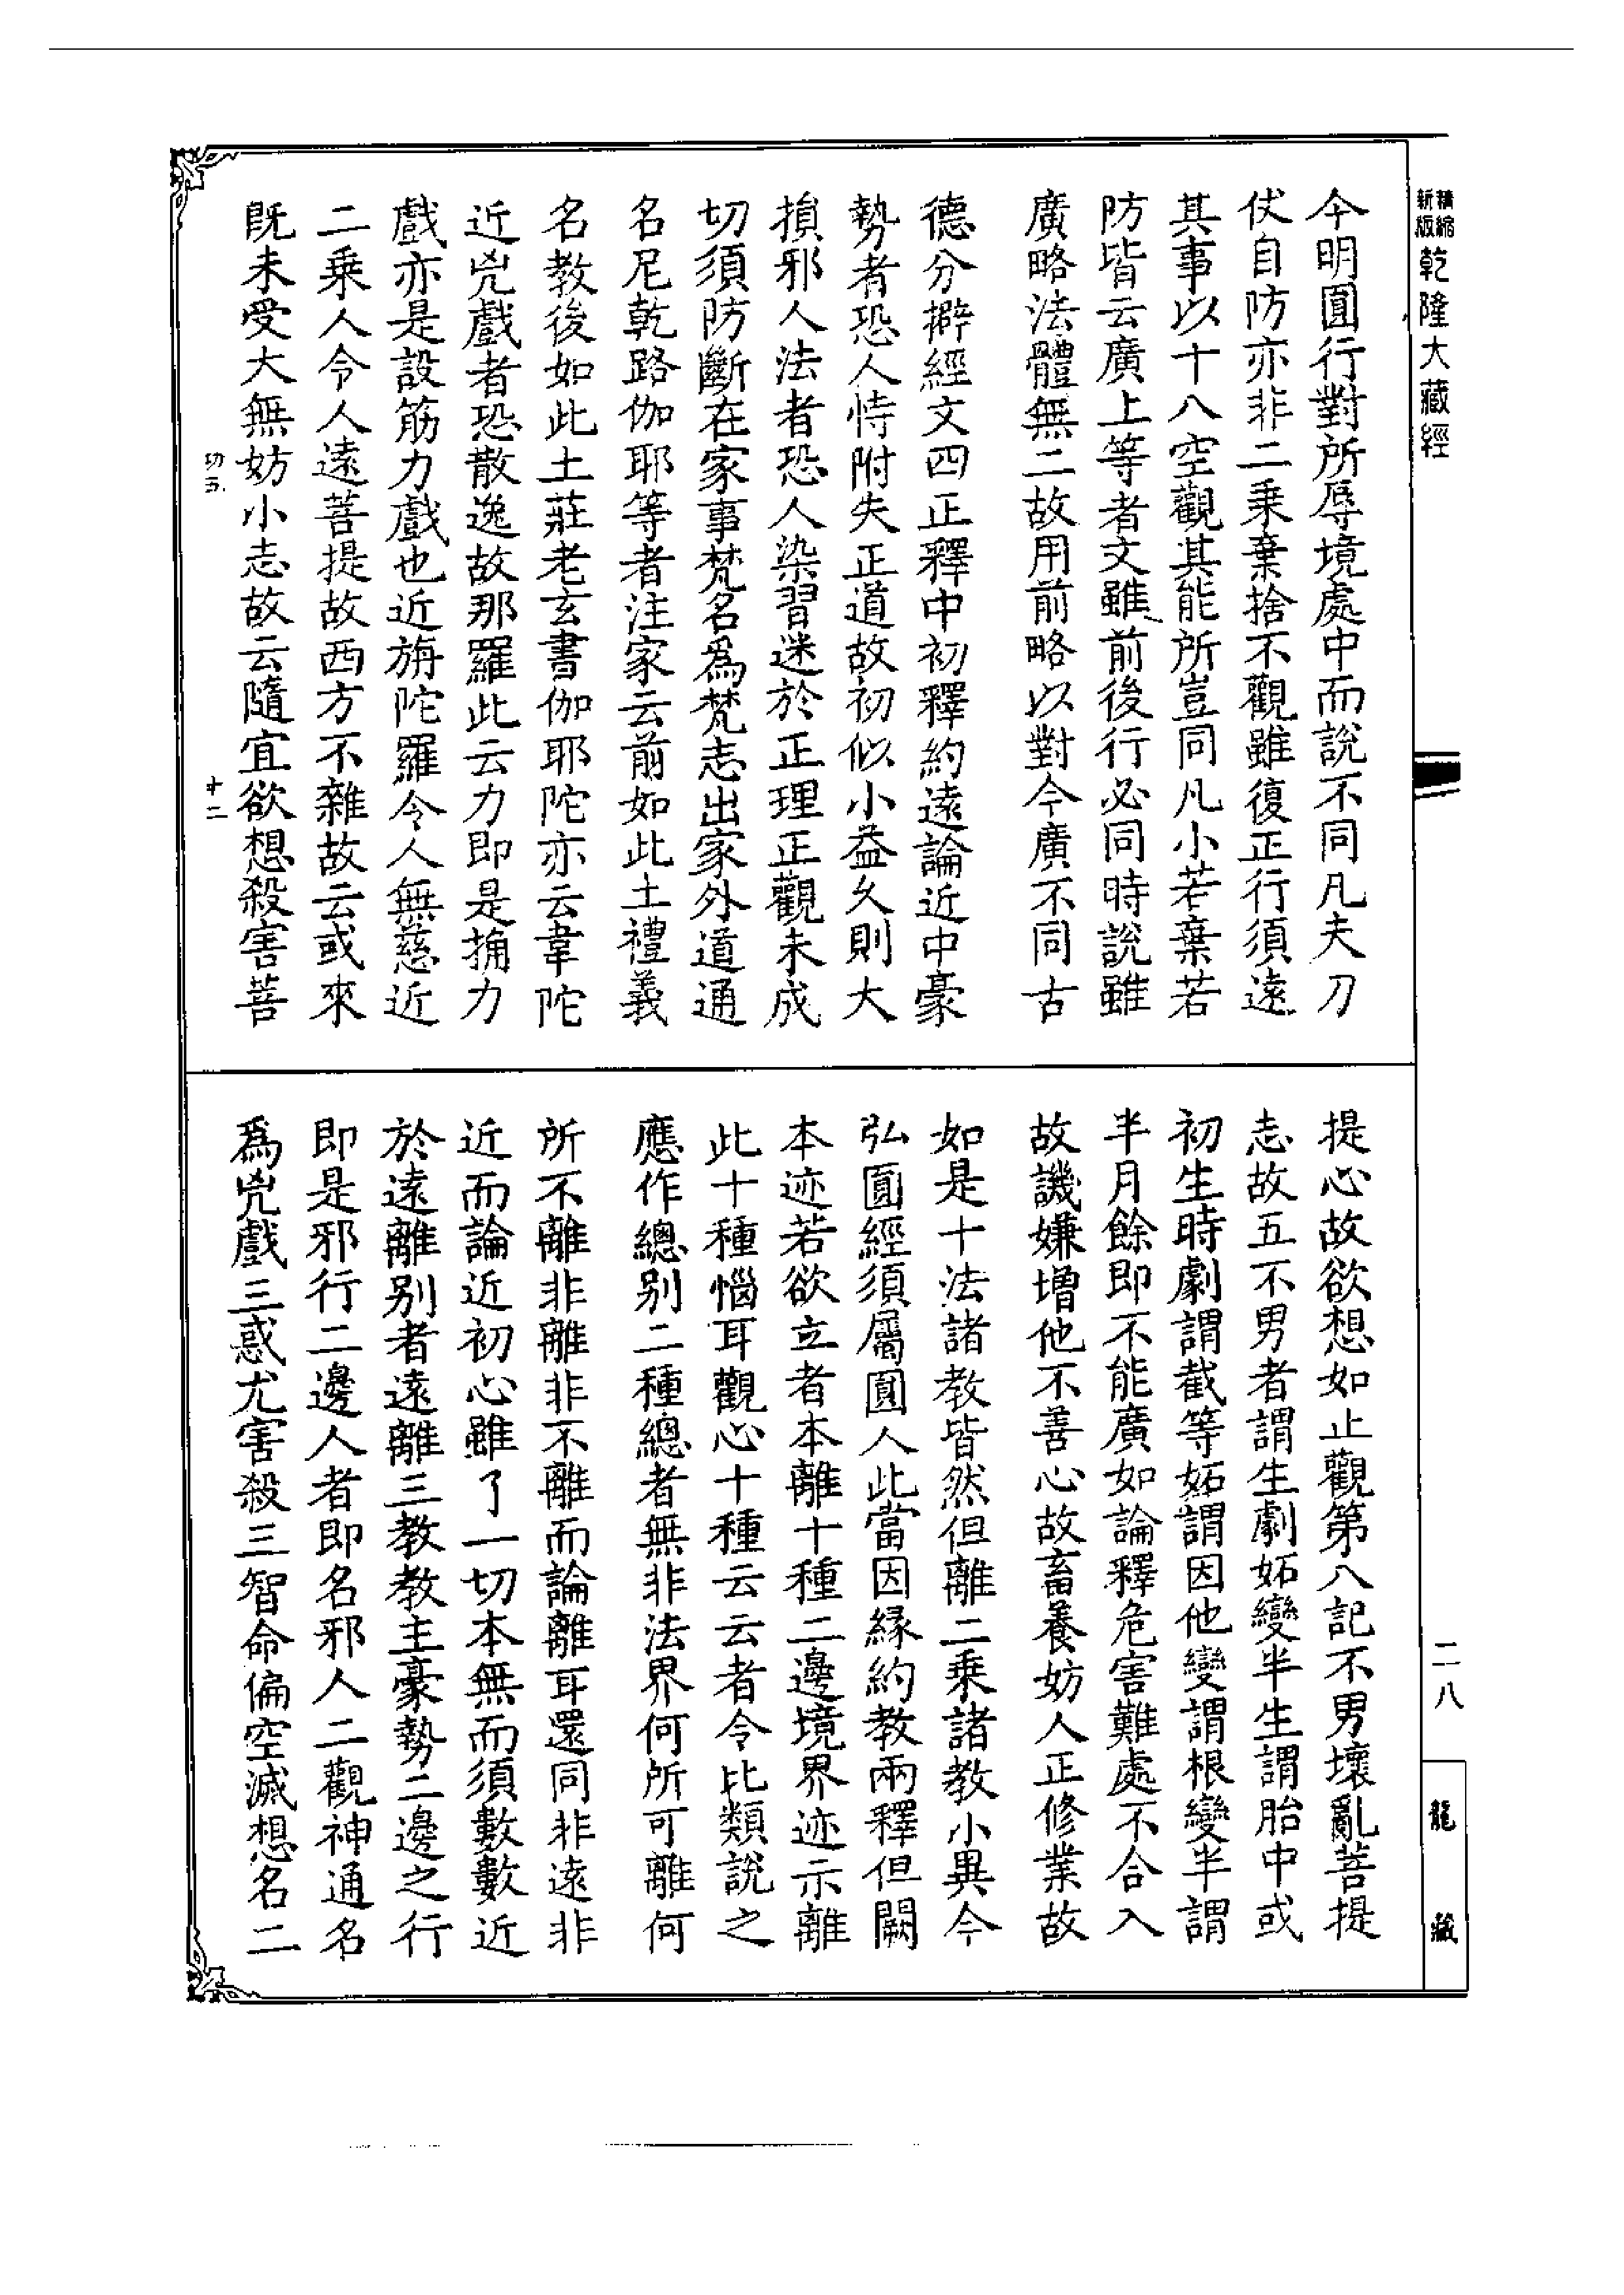 精縮新版乾隆大藏經
今明圓行對所辱境處中而說不同凡夫刀
仗自防亦非二乘棄捨不觀雖復正行須遠
其事以十八空觀其能所豈同凡小若棄若
防皆云廣上等者文雖前後行必同時說雖
廣略法體無二故用前略以對今廣不同古
德分擗經文四正釋中初釋約遠論近中豪
勢者恐人恃附失正道故初似小益久則大
損邪人法者恐人染習迷於正理正觀未成
切須防斷在家事梵名爲梵志出家外道通
名尼乾路伽耶等者注家云前如此土禮義
名教後如此土莊老玄書伽耶陀亦云韋陀
近兇戲者恐散逸故那羅此云力即是捔力
戲亦是設筋力戲也近旃陀羅令人無慈近
二乘人令人遠菩提故西方不雜故云或來
既未受大無妨小志故云隨宜欲想殺害菩
功五
十二
提心故欲想如止觀第八記不男壞亂菩提
志故五不男者謂生劇妬變半生謂胎中或
初生時劇謂截等妬謂因他變謂根變半謂
半月餘即不能廣如論釋危害難處不合入
故譏嫌增他不善心故畜養妨人正修業故
如是十法諸教皆然但離二乘諸教小異今
弘圓經須屬圓人此當因緣約教兩釋但闕
本迹若欲立者本離十種二邊境界迹示離
此十種惱耳觀心十種云云者令比類說之
應作總别二種總者無非法界何所可離何
所不離非離非不離而論離耳還同非遠非
近而論近初心雖了一切本無而須數數近
於遠離别者遠離三教教主豪勢二邊之行
即是邪行二邊人者即名邪人二觀神通名
爲兇戲三惑尤害殺三智命偏空滅想名二
二八
龍藏